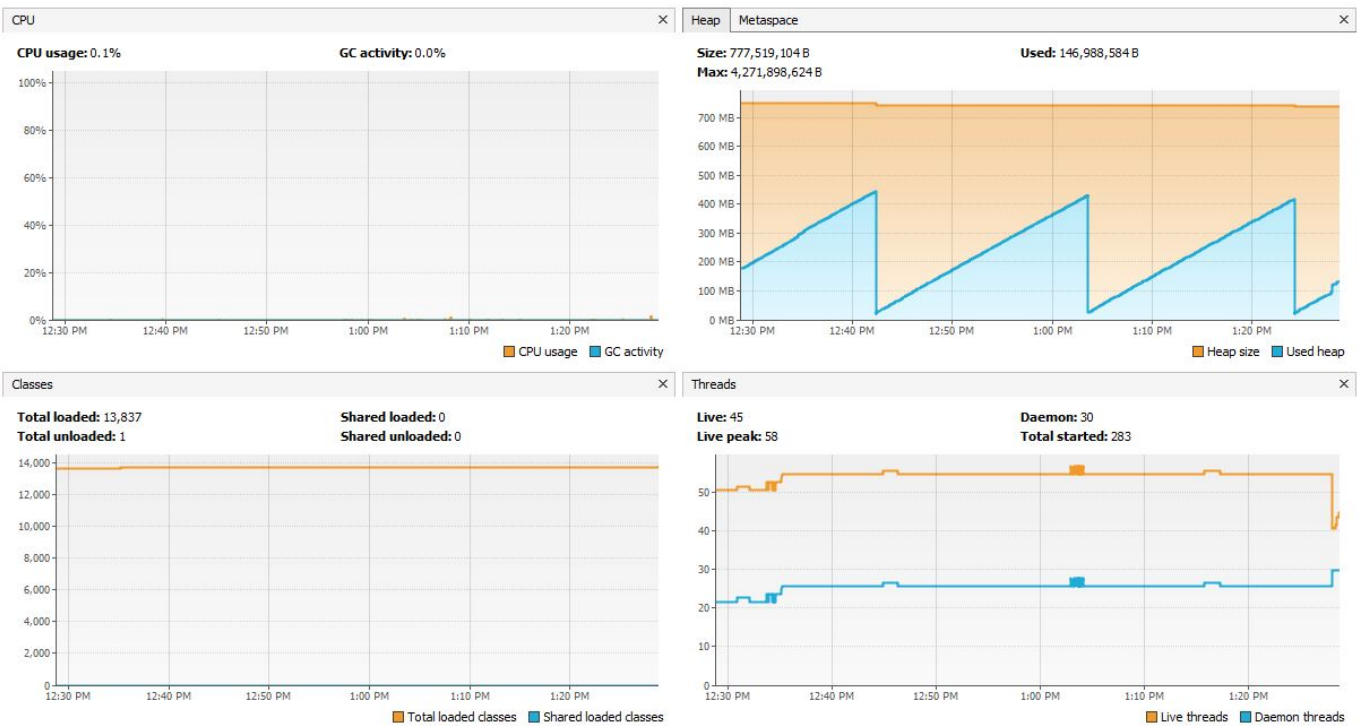 CPU ×
CPU usage: 0.1% GC activity: 0.0%
100%
80%
60%
40%
20%
0%
12:30 PM 12:40 PM 12:50 PM 1:00 PM 1:10 PM 1:20 PM
CPU usage GC activity
Heap Metaspace ×
Size: 777,519,104 B Used: 146,988,584 B
Max: 4,271,898,624 B
700 MB
600 MB
500 MB
400 MB
300 MB
200 MB
100 MB
0 MB
12:30 PM 12:40 PM 12:50 PM 1:00 PM 1:10 PM 1:20 PM
Heap size Used heap
Classes ×
Total loaded: 13,837 Shared loaded: 0
Total unloaded: 1 Shared unloaded: 0
14,000
12,000
10,000
8,000
6,000
4,000
2,000
0
12:30 PM 12:40 PM 12:50 PM 1:00 PM 1:10 PM 1:20 PM
Total loaded classes Shared loaded classes
Threads ×
Live: 45 Daemon: 30
Live peak: 58 Total started: 283
50
40
30
20
10
0
12:30 PM 12:40 PM 12:50 PM 1:00 PM 1:10 PM 1:20 PM
Live threads Daemon threads